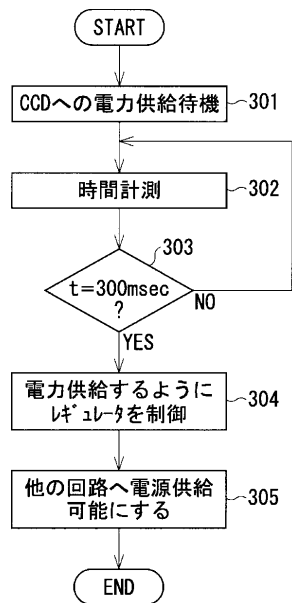 START
CCDへの電力供給待機
301
時間計測
302
303
t=300msec
?
NO
YES
電力供給するように
ﾚｷﾞｭﾚｰﾀを制御
304
他の回路へ電源供給
可能にする
305
END